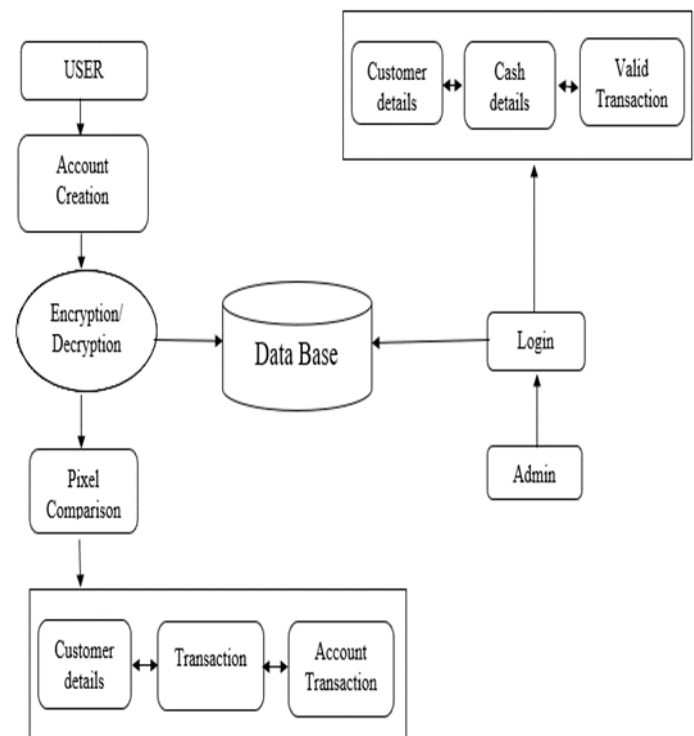 USER
Account
Creation
Encryption/
Decryption
Pixel
Comparison
Customer
details
Transaction
Account
Transaction
Data Base
Customer
details
Cash
details
Valid
Transaction
Login
Admin